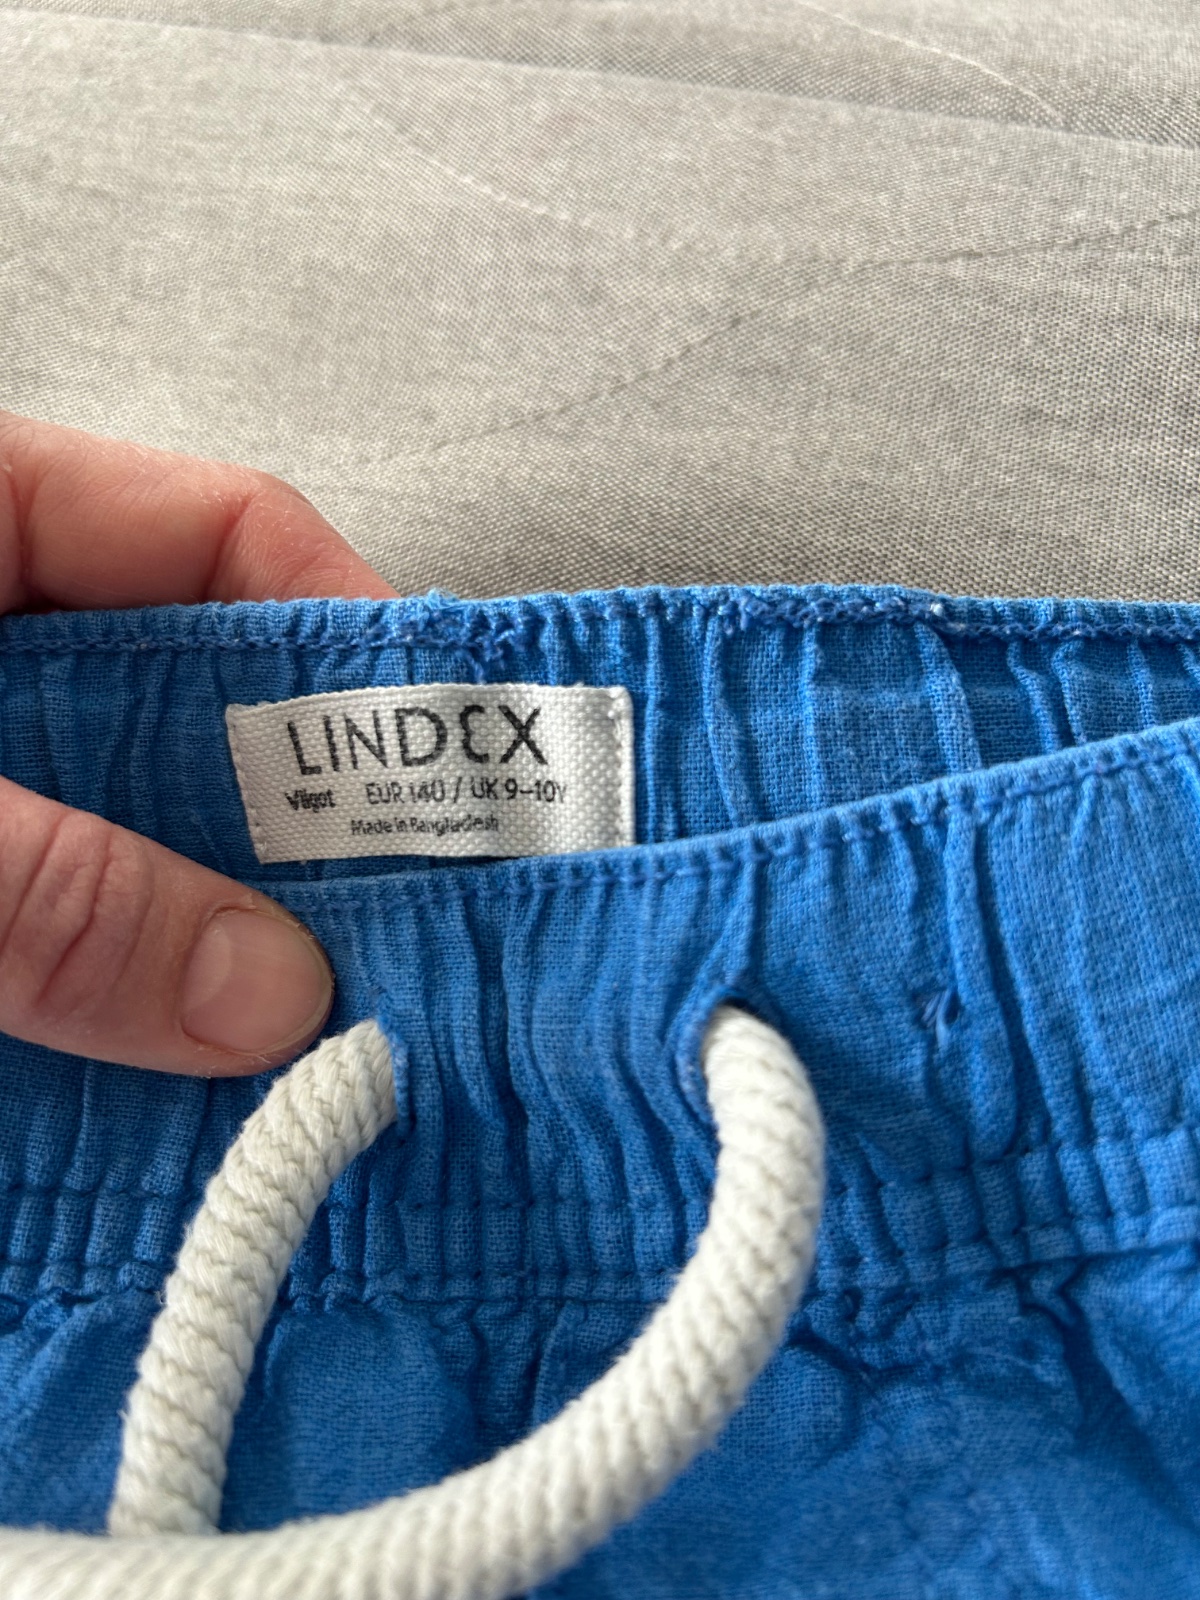 LINDEX
Vilgot EUR 140 / UK 9–10Y
Made in Bangladesh